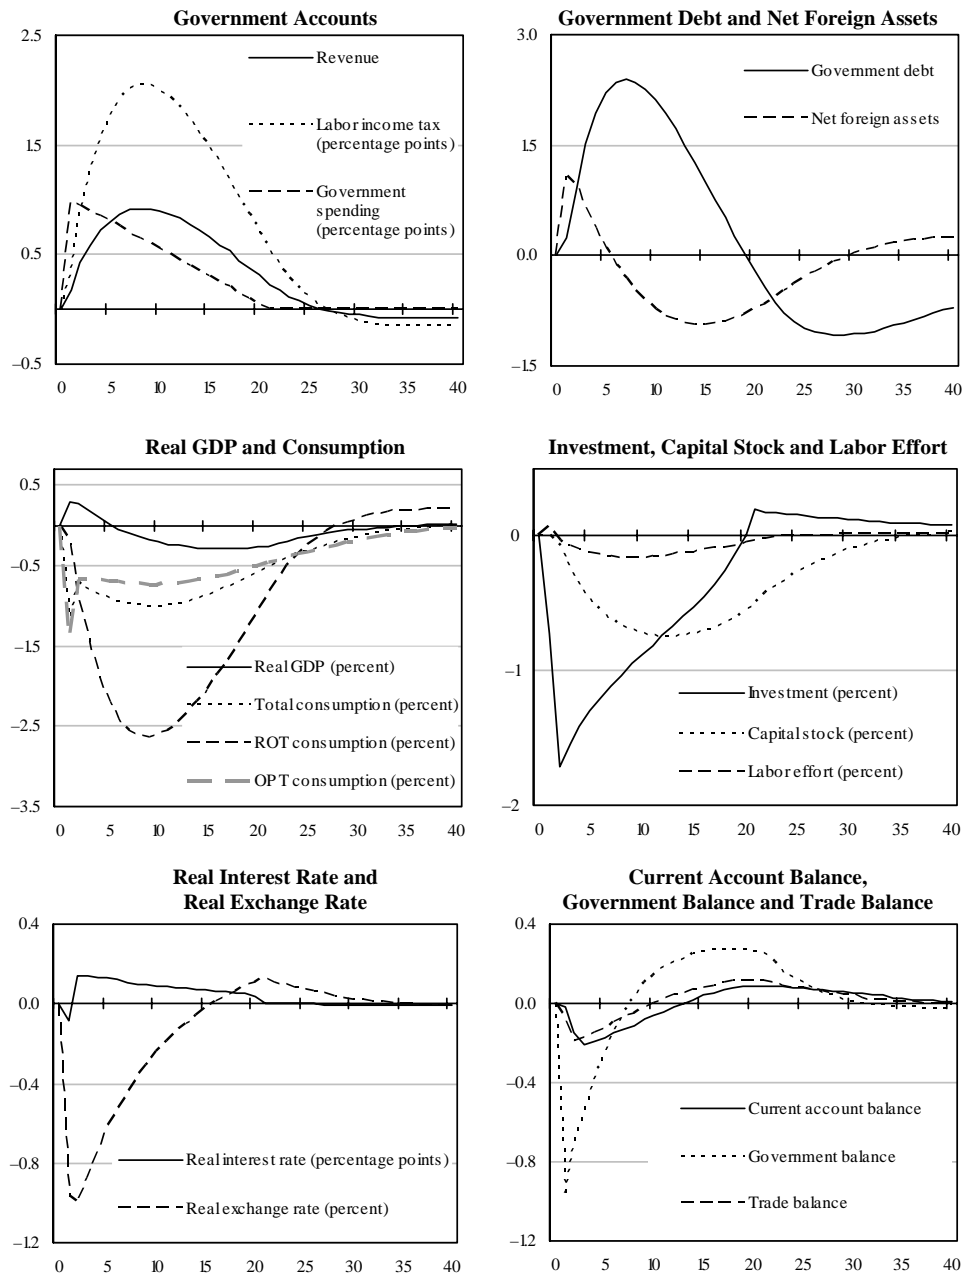 Government Accounts
2.5
1.5
0.5
–0.5
Revenue
Labor income tax
(percentage points)
Government
spending
(percentage points)
0 5 10 15 20 25 30 35 40
Government Debt and Net Foreign Assets
3.0
1.5
0.0
–1.5
Government debt
Net foreign assets
0 5 10 15 20 25 30 35 40
Real GDP and Consumption
0.5
–0.5
–1.5
–2.5
–3.5
Real GDP (percent)
Total consumption (percent)
ROT consumption (percent)
OPT consumption (percent)
0 5 10 15 20 25 30 35 40
Investment, Capital Stock and Labor Effort
0
–1
–2
Investment (percent)
Capital stock (percent)
Labor effort (percent)
0 5 10 15 20 25 30 35 40
Real Interest Rate and
Real Exchange Rate
0.4
0.0
–0.4
–0.8
–1.2
Real interest rate (percentage points)
Real exchange rate (percent)
0 5 10 15 20 25 30 35 40
Current Account Balance,
Government Balance and Trade Balance
0.4
0.0
–0.4
–0.8
–1.2
Current account balance
Government balance
Trade balance
0 5 10 15 20 25 30 35 40